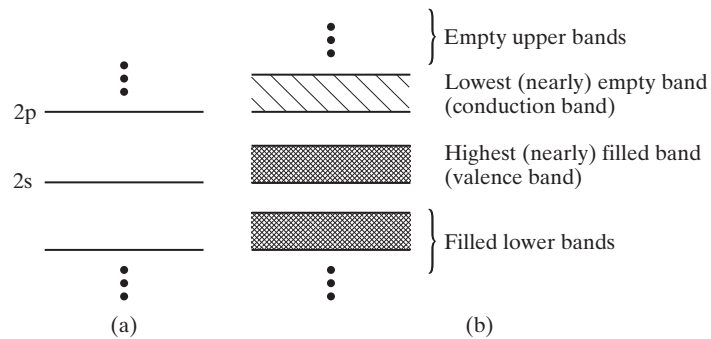 Empty upper bands
Lowest (nearly) empty band
(conduction band)
2p
Highest (nearly) filled band
(valence band)
2s
Filled lower bands
(a)
(b)